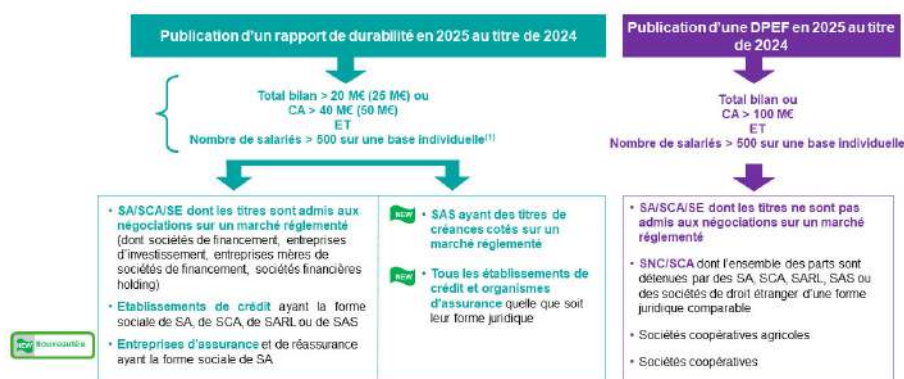 Publication d'un rapport de durabilité en 2025 au titre de 2024
Total bilan > 20 M€ (25 M€) ou
CA > 40 M€ (50 M€)
ET
Nombre de salariés > 500 sur une base individuelle(1)
• SA/SCA/SE dont les titres sont admis aux
négociations sur un marché réglementé
(dont sociétés de financement, entreprises
d'investissement, entreprises mères de
sociétés de financement, sociétés financières
holding)
• Etablissements de crédit ayant la forme
sociale de SA, de SCA, de SARL ou de SAS
• Entreprises d'assurance et de réassurance
ayant la forme sociale de SA
NEW • SAS ayant des titres de
créances cotés sur un
marché réglementé
NEW • Tous les établissements de
crédit et organismes
d'assurance quelle que soit
leur forme juridique
Publication d'une DPEF en 2025 au titre
de 2024
Total bilan ou
CA > 100 M€
ET
Nombre de salariés > 500 sur une base individuelle
• SA/SCA/SE dont les titres ne sont pas
admis aux négociations sur un marché
réglementé
• SNC/SCA dont l'ensemble des parts sont
détenues par des SA, SCA, SARL, SAS ou
des sociétés de droit étranger d'une forme
juridique comparable
• Sociétés coopératives agricoles
• Sociétés coopératives
NEW Nouveautés